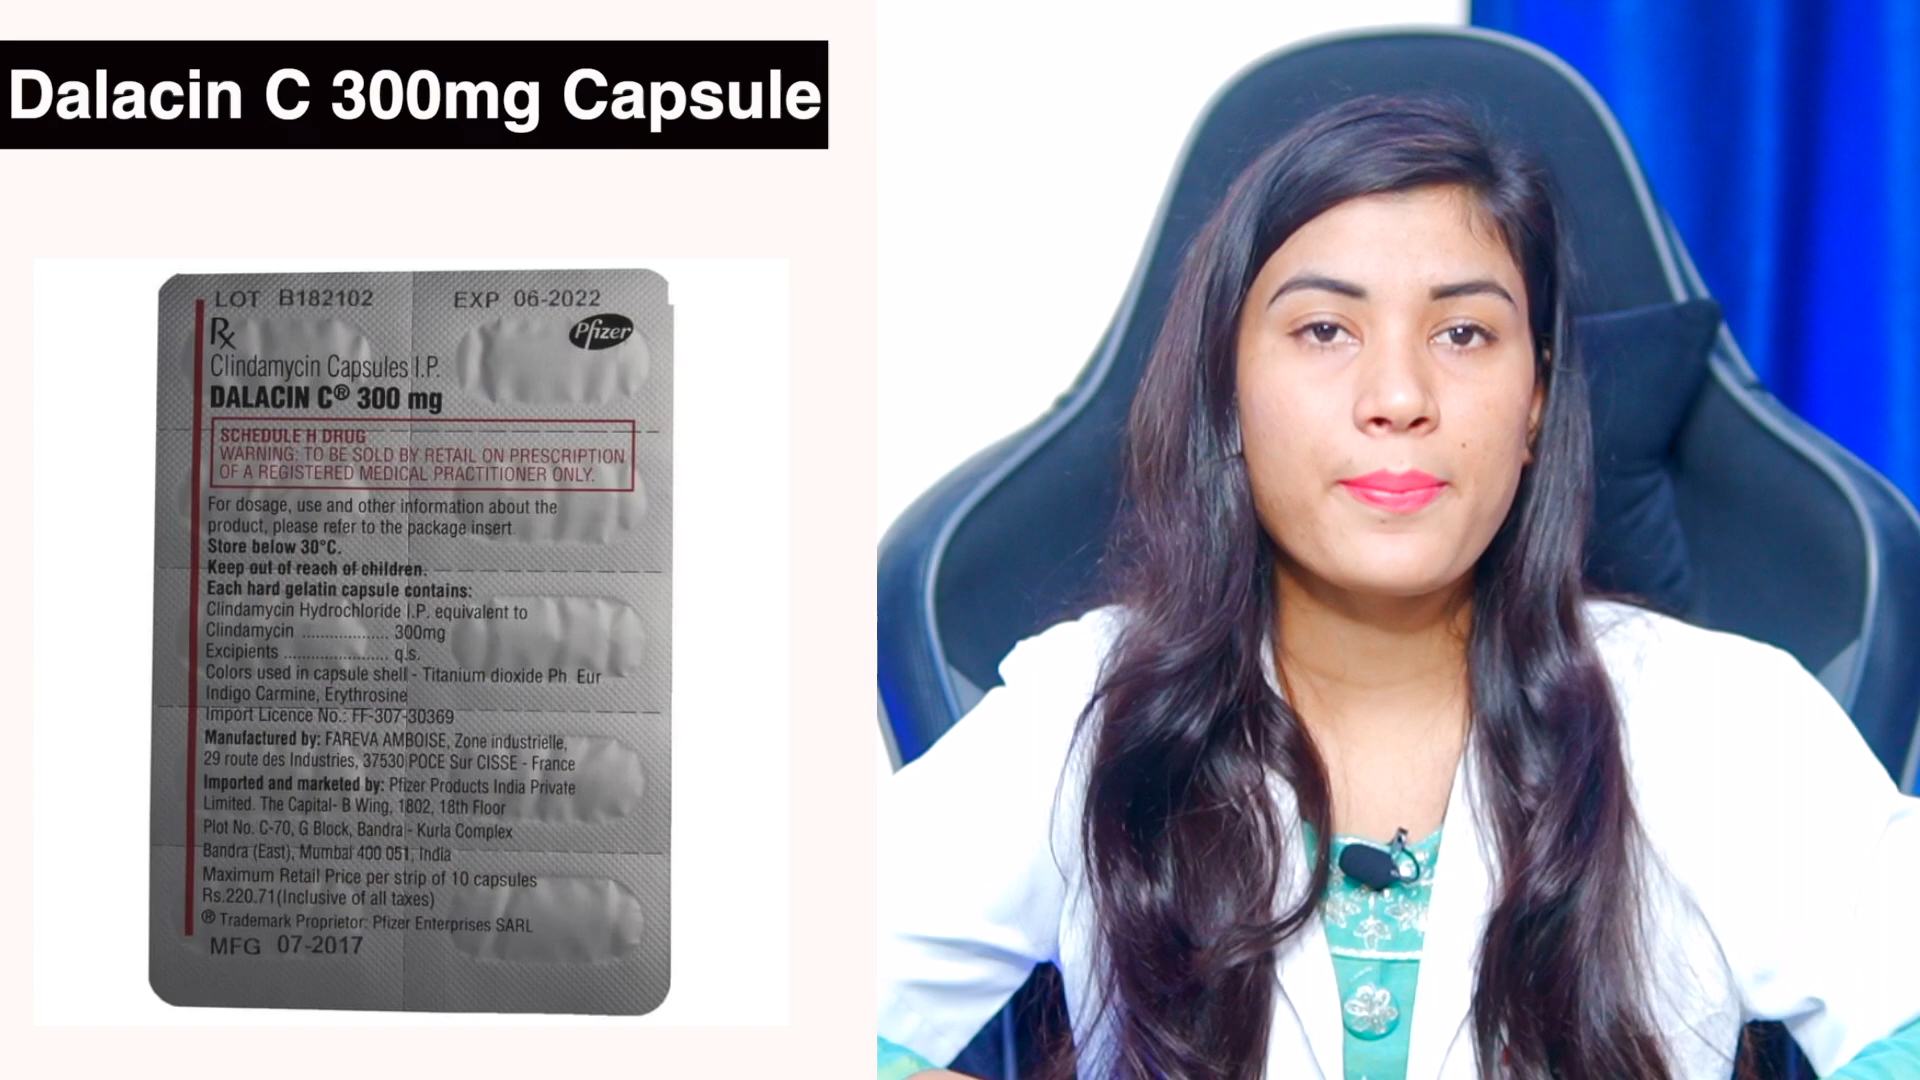 Dalacin C 300mg Capsule
LOT B182102 EXP 06-2022
Rx
Pfizer
Clindamycin Capsules I.P.
DALACIN C® 300 mg
SCHEDULE H DRUG
WARNING: TO BE SOLD BY RETAIL ON PRESCRIPTION
OF A REGISTERED MEDICAL PRACTITIONER ONLY.
For dosage, use and other information about the
product, please refer to the package insert.
Store below 30°C.
Keep out of reach of children.
Each hard gelatin capsule contains:
Clindamycin Hydrochloride I.P. equivalent to
Clindamycin ................... 300mg
Excipients ....................... q.s.
Colors used in capsule shell - Titanium dioxide Ph. Eur
Indigo Carmine, Erythrosine
Import Licence No.: FF-307-30369
Manufactured by: FAREVA AMBOISE, Zone industrielle,
29 route des Industries, 37530 POCE Sur CISSE - France
Imported and marketed by: Pfizer Products India Private
Limited. The Capital- B Wing, 1802, 18th Floor
Plot No. C-70, G Block, Bandra - Kurla Complex
Bandra (East), Mumbai 400 051, India
Maximum Retail Price per strip of 10 capsules
Rs.220.71(Inclusive of all taxes)
® Trademark Proprietor: Pfizer Enterprises SARL
MFG 07-2017